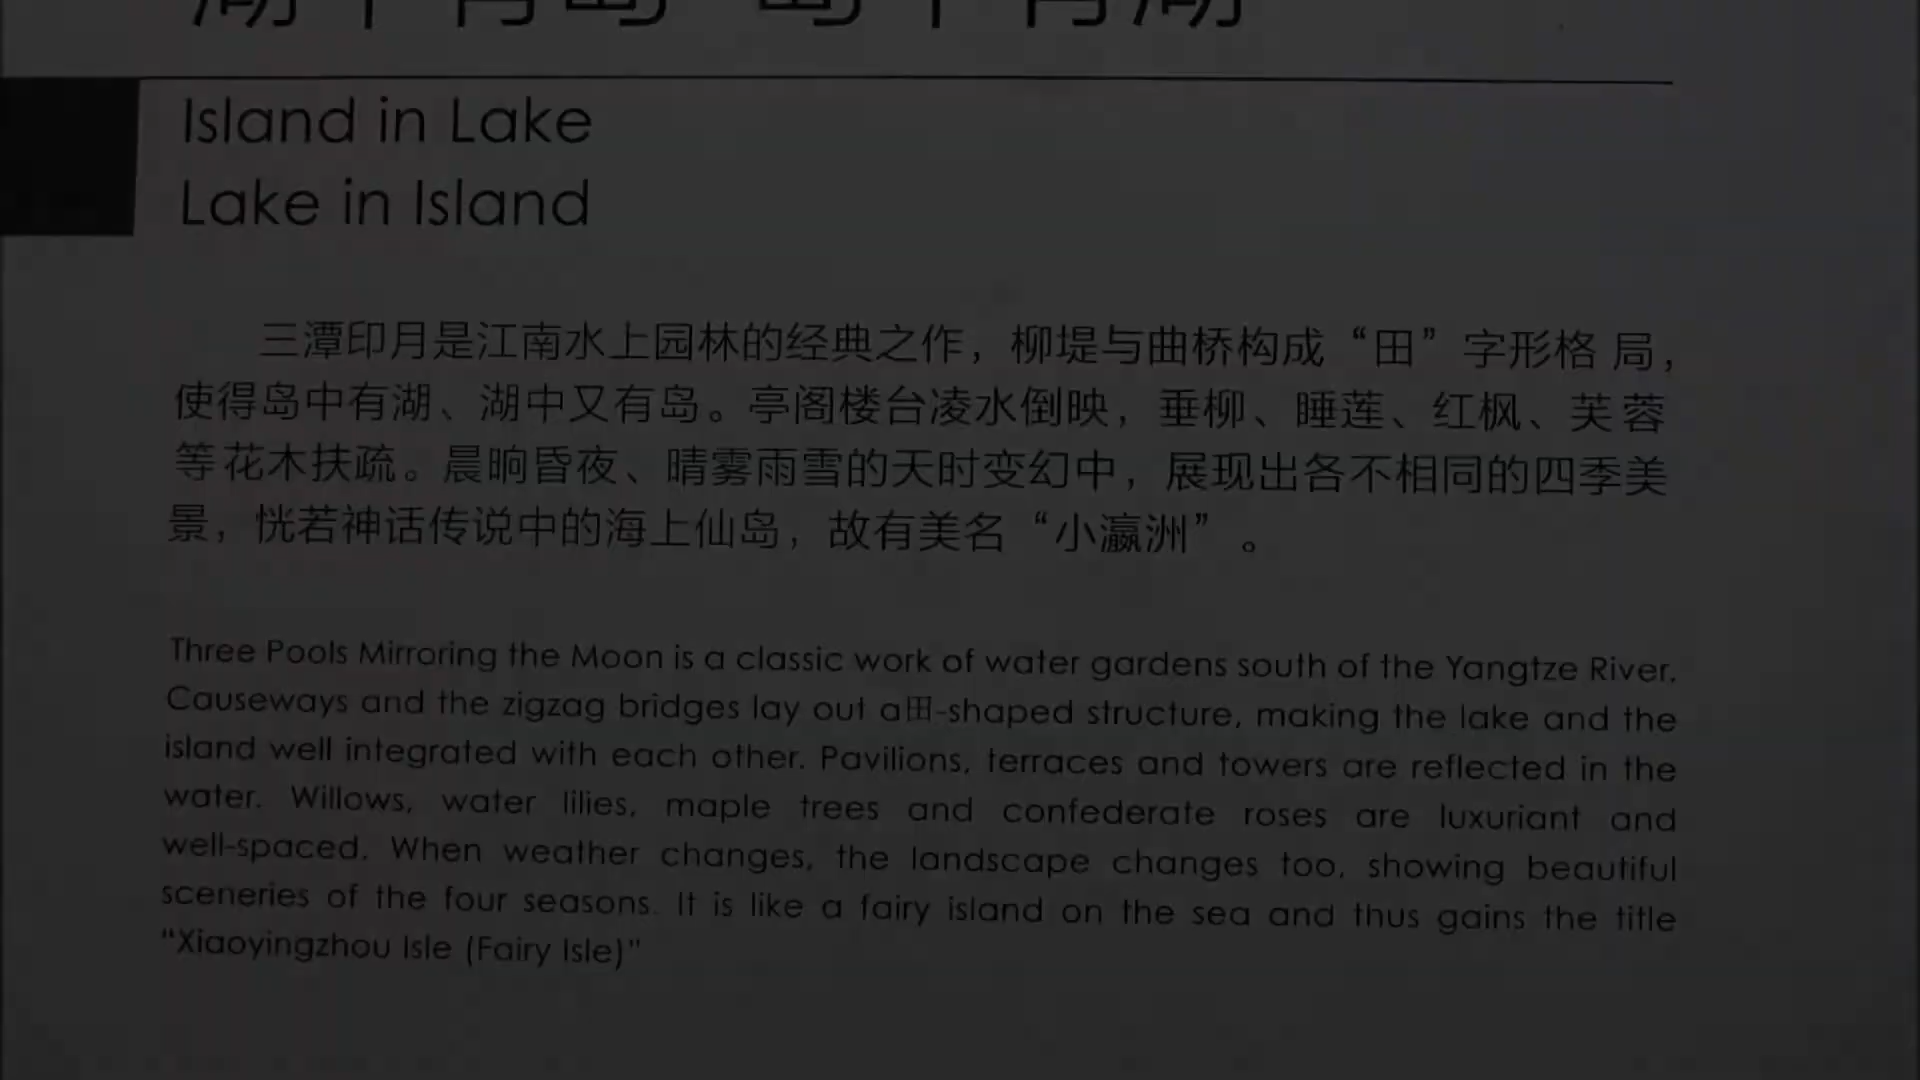 湖中有岛 岛中有湖
Island in Lake
Lake in Island
三潭印月是江南水上园林的经典之作，柳堤与曲桥构成“田”字形格局，
使得岛中有湖、湖中又有岛。亭阁楼台凌水倒映，垂柳、睡莲、红枫、芙蓉
等花木扶疏。晨晌昏夜、晴雾雨雪的天时变幻中，展现出各不相同的四季美
景，恍若神话传说中的海上仙岛，故有美名“小瀛洲”。
Three Pools Mirroring the Moon is a classic work of water gardens south of the Yangtze River.
Causeways and the zigzag bridges lay out a田-shaped structure, making the lake and the
island well integrated with each other. Pavilions, terraces and towers are reflected in the
water. Willows, water lilies, maple trees and confederate roses are luxuriant and
well-spaced. When weather changes, the landscape changes too, showing beautiful
sceneries of the four seasons. It is like a fairy island on the sea and thus gains the title
“Xiaoyingzhou Isle (Fairy Isle)”